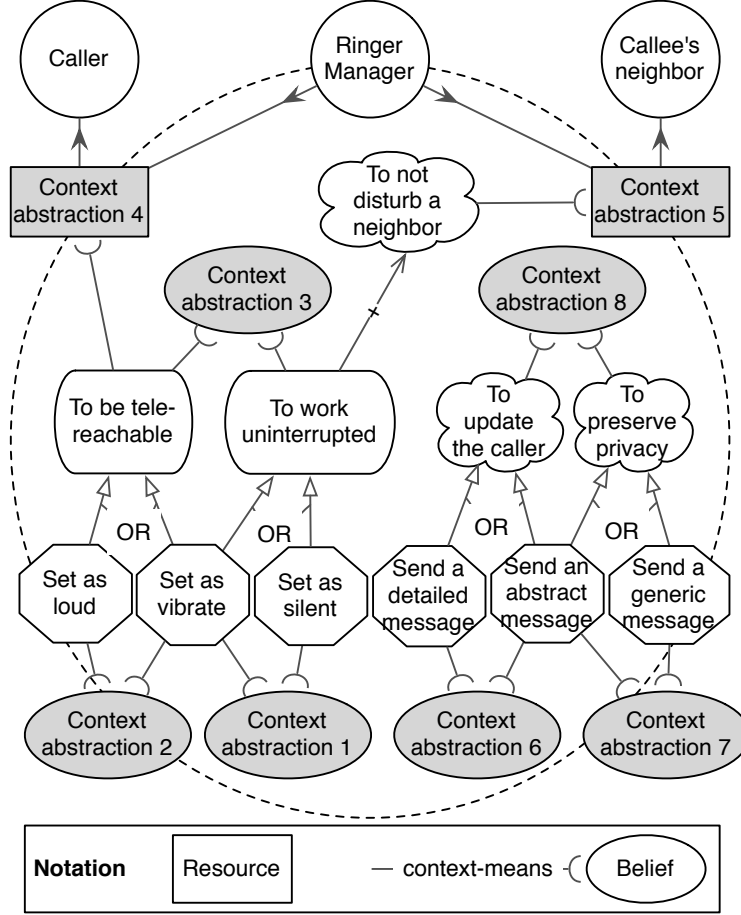 Caller
Ringer
Manager
Callee's
neighbor
Context
abstraction 4
To not
disturb a
neighbor
Context
abstraction 5
Context
abstraction 3
Context
abstraction 8
To be tele-
reachable
To work
uninterrupted
To
update
the caller
To
preserve
privacy
OR
OR
OR
OR
Set as
loud
Set as
vibrate
Set as
silent
Send a
detailed
message
Send an
abstract
message
Send a
generic
message
Context
abstraction 2
Context
abstraction 1
Context
abstraction 6
Context
abstraction 7
Notation
Resource
context-means
Belief